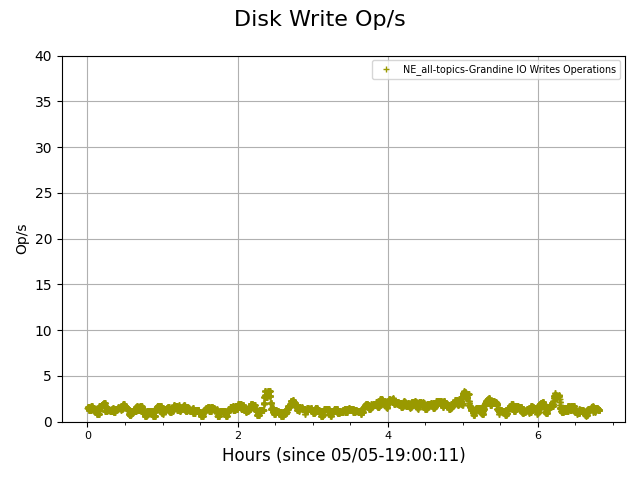 Disk Write Op/s
NE_all-topics-Grandine IO Writes Operations
40
35
30
25
20
15
10
5
0
Op/s
0 2 4 6
Hours (since 05/05-19:00:11)